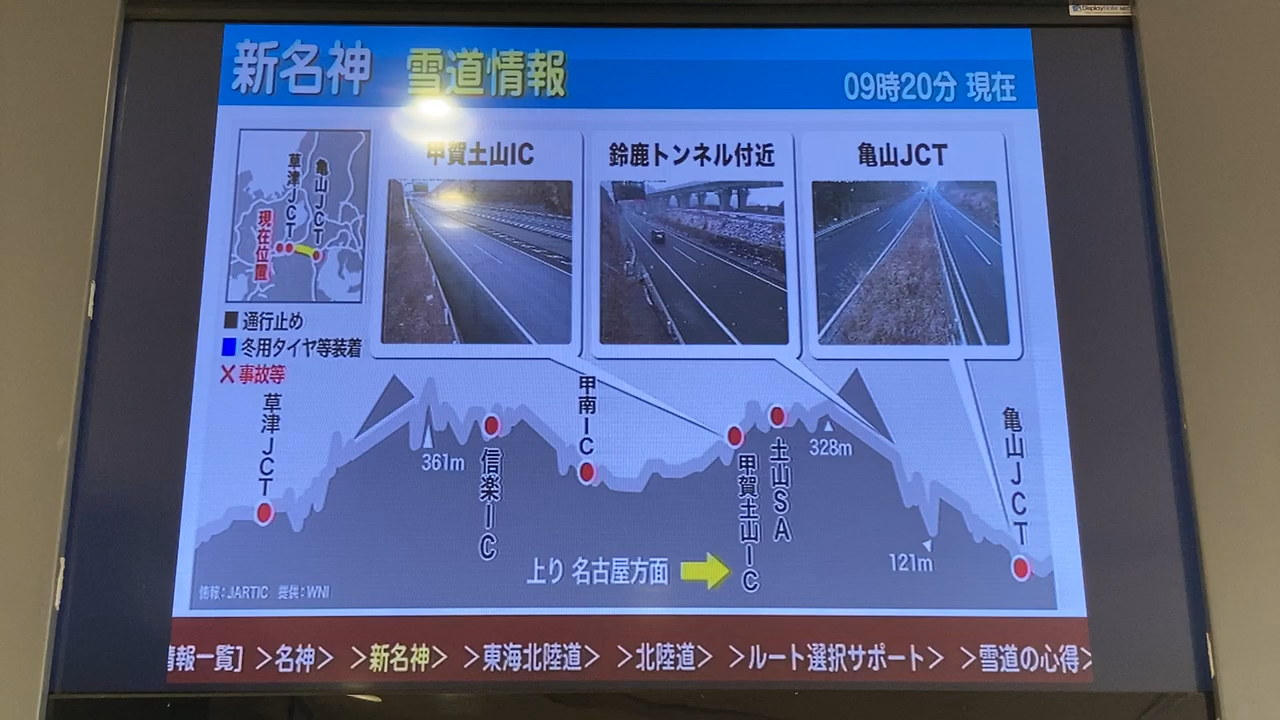 DisplayNote
新名神 雪道情報
09時20分 現在
草津JCT
亀山JCT
現在位置
甲賀土山IC
鈴鹿トンネル付近
亀山JCT
通行止め
冬用タイヤ等装着
X事故等
草津JCT
361m
信楽IC
甲南IC
甲賀土山IC
土山SA
328m
121m
亀山JCT
上り 名古屋方面
情報:JARTIC 提供:WNI
情報一覧] >名神> >新名神> >東海北陸道> >北陸道> >ルート選択サポート> >雪道の心得>